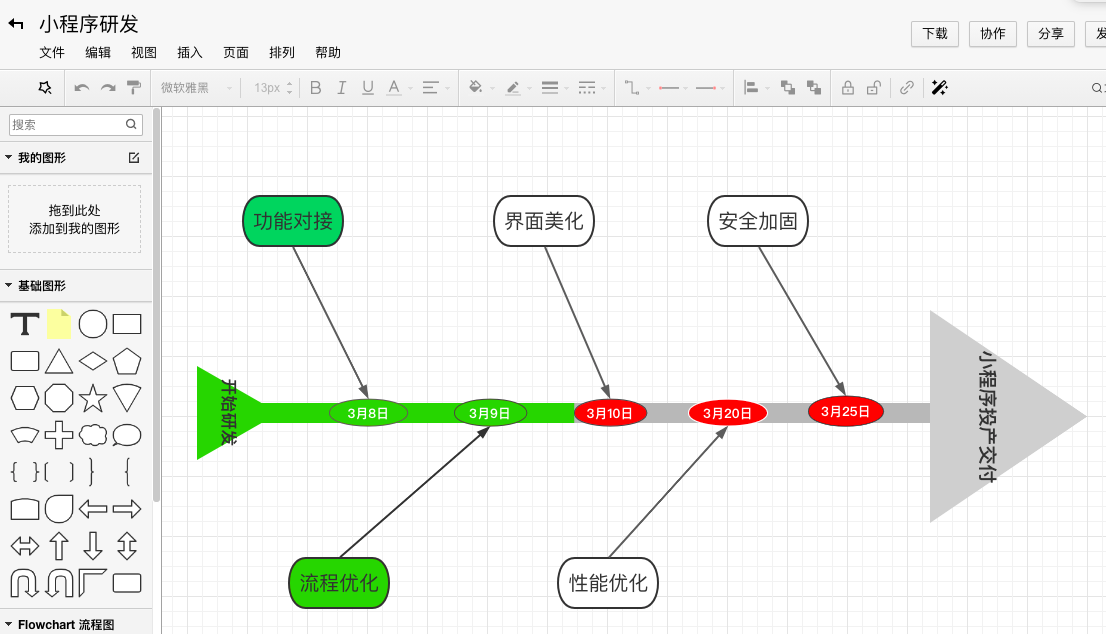 小程序研发
文件 编辑 视图 插入 页面 排列 帮助
下载 协作 分享
微软雅黑 13px B I U A
搜索
我的图形
拖到此处
添加到我的图形
基础图形
T
Flowchart 流程图
功能对接 界面美化 安全加固
开始研发
3月8日 3月9日 3月10日 3月20日 3月25日
小程序投产交付
流程优化 性能优化